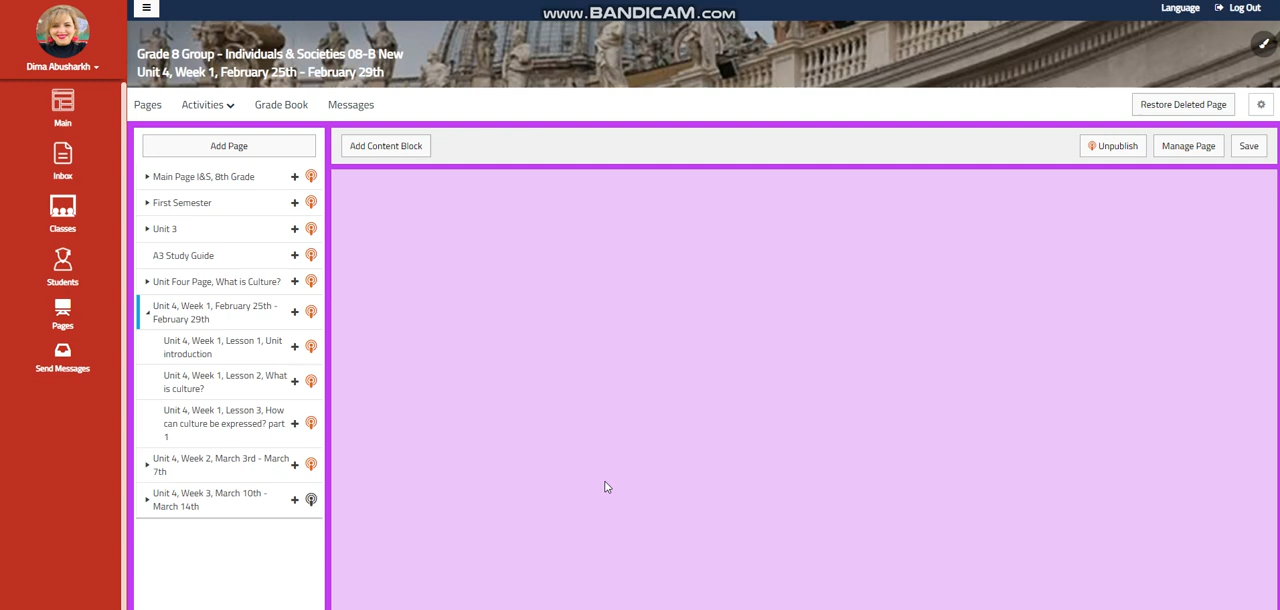 www.BANDICAM.com
Language
Log Out
Dima Abusharkh
Grade 8 Group - Individuals & Societies 08-B New
Unit 4, Week 1, February 25th - February 29th
Pages
Activities
Grade Book
Messages
Restore Deleted Page
Main
Inbox
Classes
Students
Pages
Send Messages
Add Page
Main Page I&S, 8th Grade
First Semester
Unit 3
A3 Study Guide
Unit Four Page, What is Culture?
Unit 4, Week 1, February 25th -
February 29th
Unit 4, Week 1, Lesson 1, Unit
introduction
Unit 4, Week 1, Lesson 2, What
is culture?
Unit 4, Week 1, Lesson 3, How
can culture be expressed? part
1
Unit 4, Week 2, March 3rd - March
7th
Unit 4, Week 3, March 10th -
March 14th
Add Content Block
Unpublish
Manage Page
Save